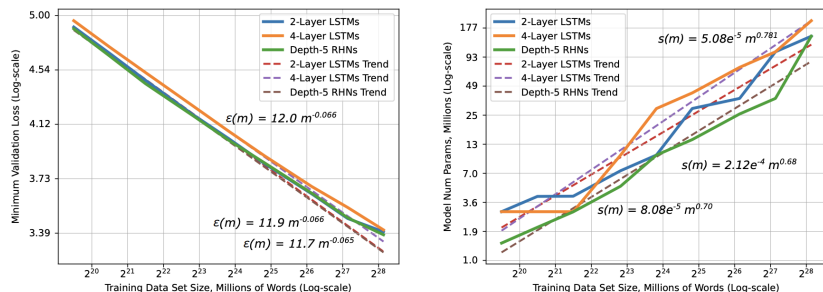 5.00
4.54
4.12
3.73
3.39
Minimum Validation Loss (Log-scale)
2-Layer LSTMs
4-Layer LSTMs
Depth-5 RHNs
2-Layer LSTMs Trend
4-Layer LSTMs Trend
Depth-5 RHNs Trend
ε(m) = 12.0 m^-0.066
ε(m) = 11.9 m^-0.066
ε(m) = 11.7 m^-0.065
2^20 2^21 2^22 2^23 2^24 2^25 2^26 2^27 2^28
Training Data Set Size, Millions of Words (Log-scale)
177
93
49
25
13
7.0
3.6
1.9
1.0
Model Num Params, Millions (Log-scale)
2-Layer LSTMs
4-Layer LSTMs
Depth-5 RHNs
2-Layer LSTMs Trend
4-Layer LSTMs Trend
Depth-5 RHNs Trend
s(m) = 5.08e^-5 m^0.781
s(m) = 2.12e^-4 m^0.68
s(m) = 8.08e^-5 m^0.70
2^20 2^21 2^22 2^23 2^24 2^25 2^26 2^27 2^28
Training Data Set Size, Millions of Words (Log-scale)